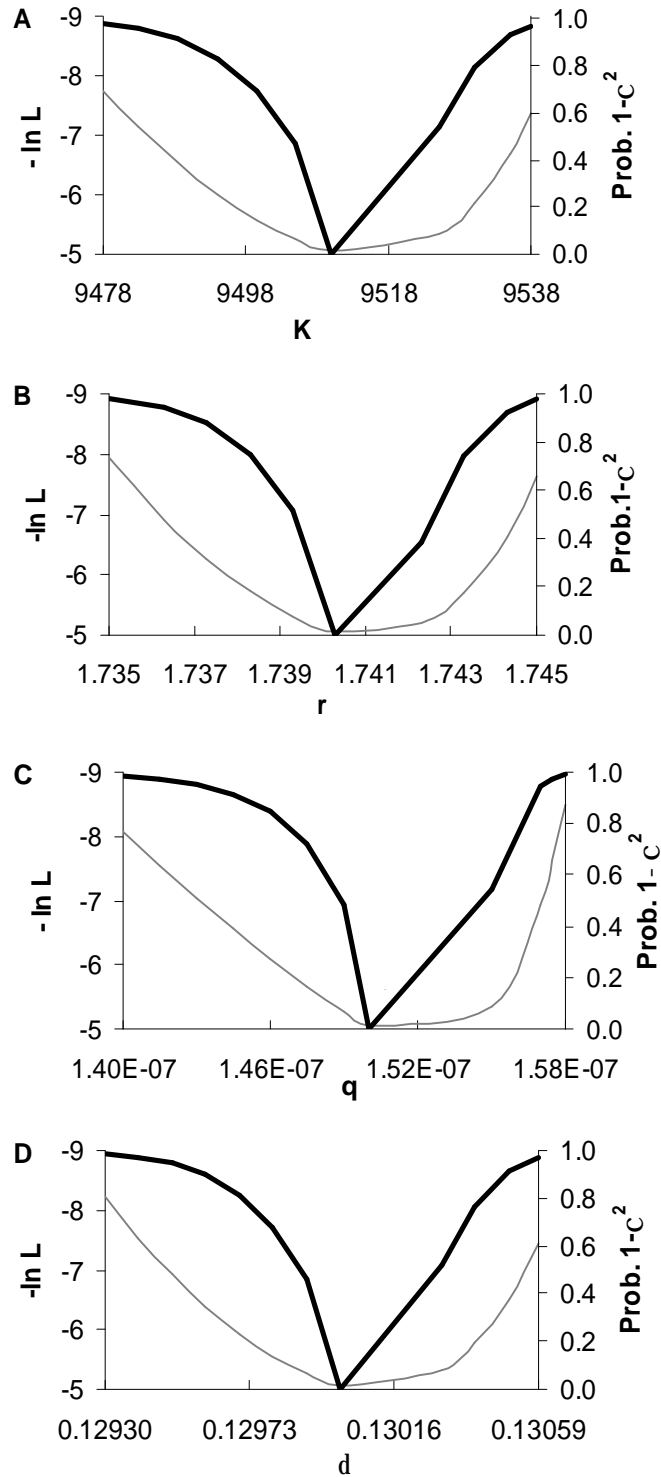 A
-9
-8
-7
-6
-5
- ln L
1.0
0.8
0.6
0.4
0.2
0.0
Prob. 1-c²
9478 9498 9518 9538
K
B
-9
-8
-7
-6
-5
-ln L
1.0
0.8
0.6
0.4
0.2
0.0
Prob.1-c²
1.735 1.737 1.739 1.741 1.743 1.745
r
C
-9
-8
-7
-6
-5
- ln L
1.0
0.8
0.6
0.4
0.2
0.0
Prob. 1- c²
1.40E-07 1.46E-07 1.52E-07 1.58E-07
q
D
-9
-8
-7
-6
-5
-ln L
1.0
0.8
0.6
0.4
0.2
0.0
Prob. 1-c²
0.12930 0.12973 0.13016 0.13059
d